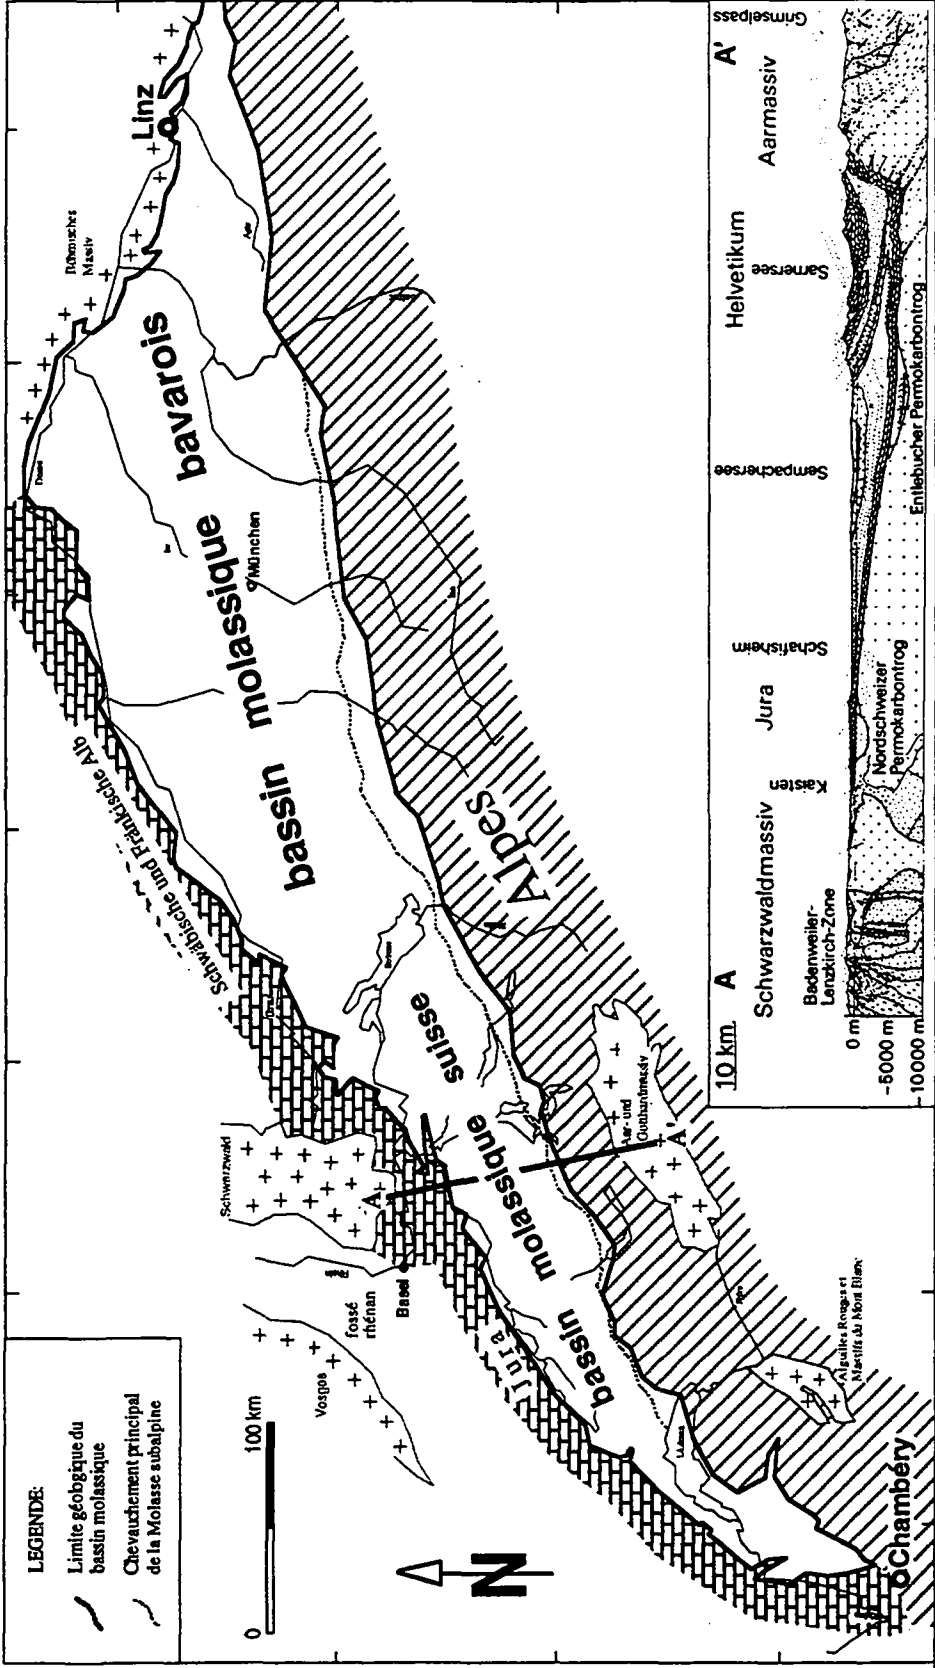 LEGENDE:
Limite géologique du
bassin molassique
Chevauchement principal
de la Molasse subalpine
0 100 km
N
Vosgos
fossé
rhénan
Basel
Schwarzwald
Schwäbische und Fränkische Alb
Böhmisches
Massiv
Linz
Donau
München
bassin molassique bavarois
bassin molassique suisse
Jura
Alpes
A
A'
Aar- und
Gotthardmassiv
Aiguilles Rouges et
Massifs du Mont Blanc
Chambéry
10 km
A
A'
Schwarzwaldmassiv
Jura
Helvetikum
Aarmassiv
Badenweiler-
Lenzkirch-Zone
Kaisten
Schafisheim
Sempachersee
Sarnersee
Grimselpass
0 m
-5000 m
-10000 m
Nordschweizer
Permokarbontrog
Entlebucher Permokarbontrog